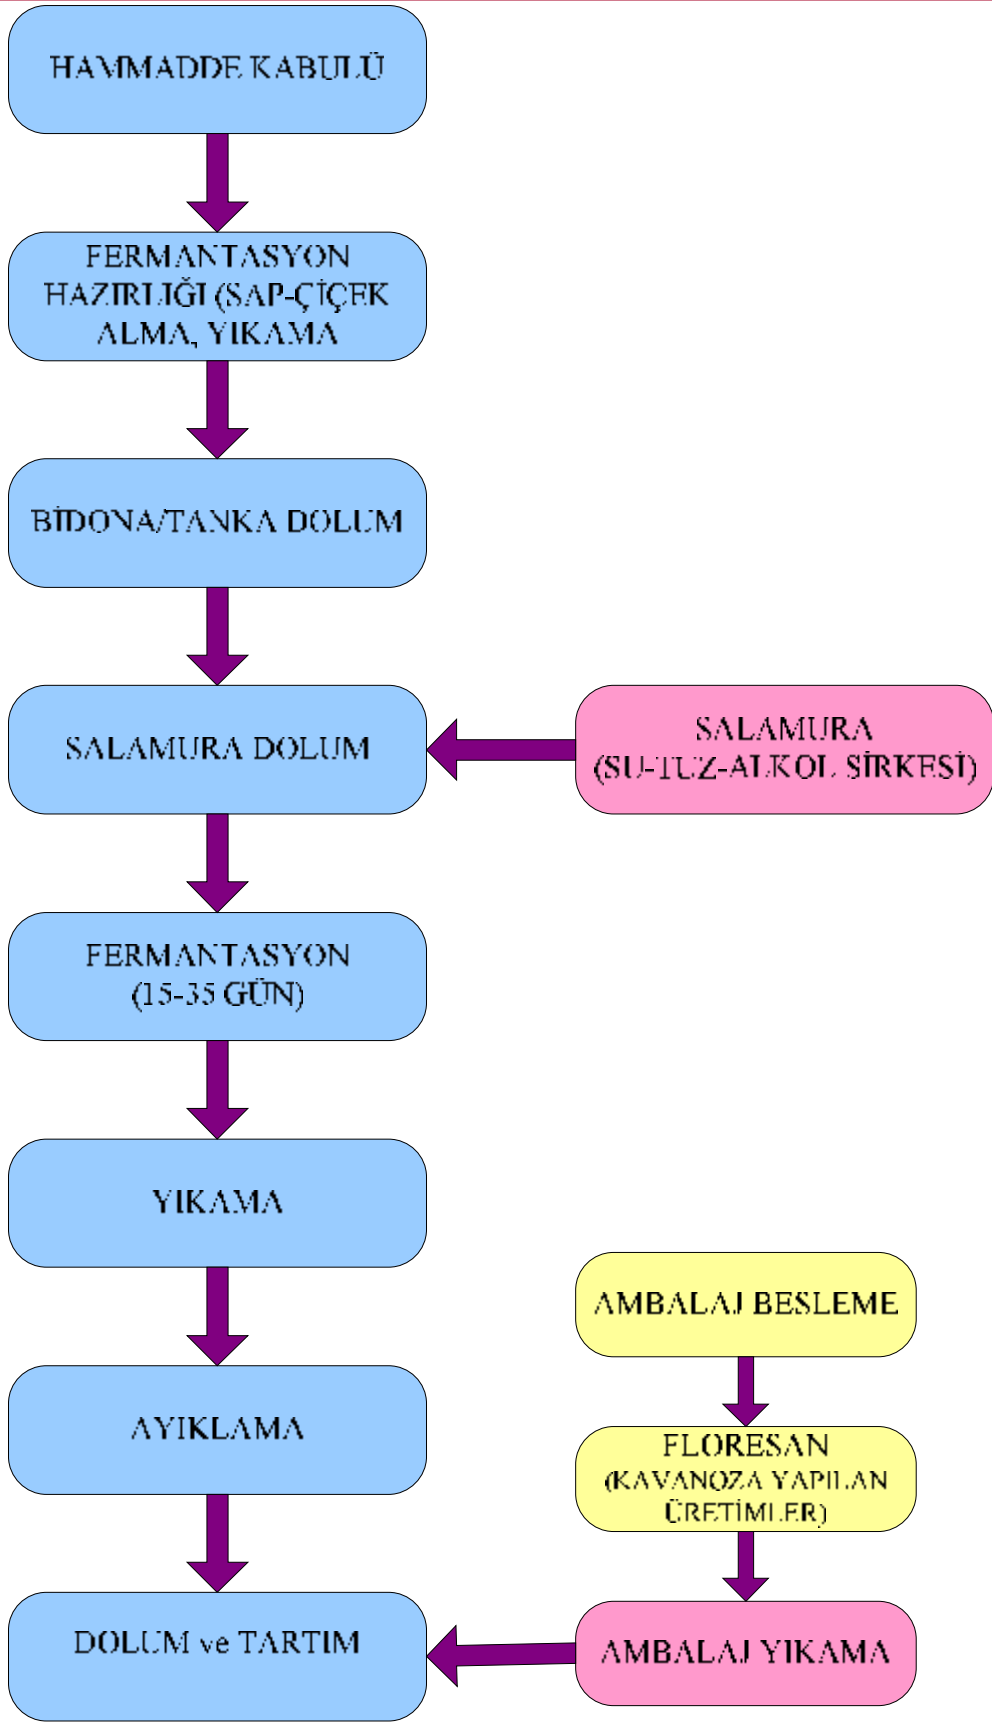 HAMMADDE KABULÜ
FERMANTASYON
HAZIRLIĞI (SAP-ÇİÇEK
ALMA, YIKAMA
BİDONA/TANKA DOLUM
SALAMURA DOLUM
SALAMURA
(SU-TUZ-ALKOL SİRKESİ)
FERMANTASYON
(15-35 GÜN)
YIKAMA
AYIKLAMA
AMBALAJ BESLEME
FLORESAN
(KAVANOZA YAPILAN
ÜRETİMLER)
DOLUM ve TARTIM
AMBALAJ YIKAMA